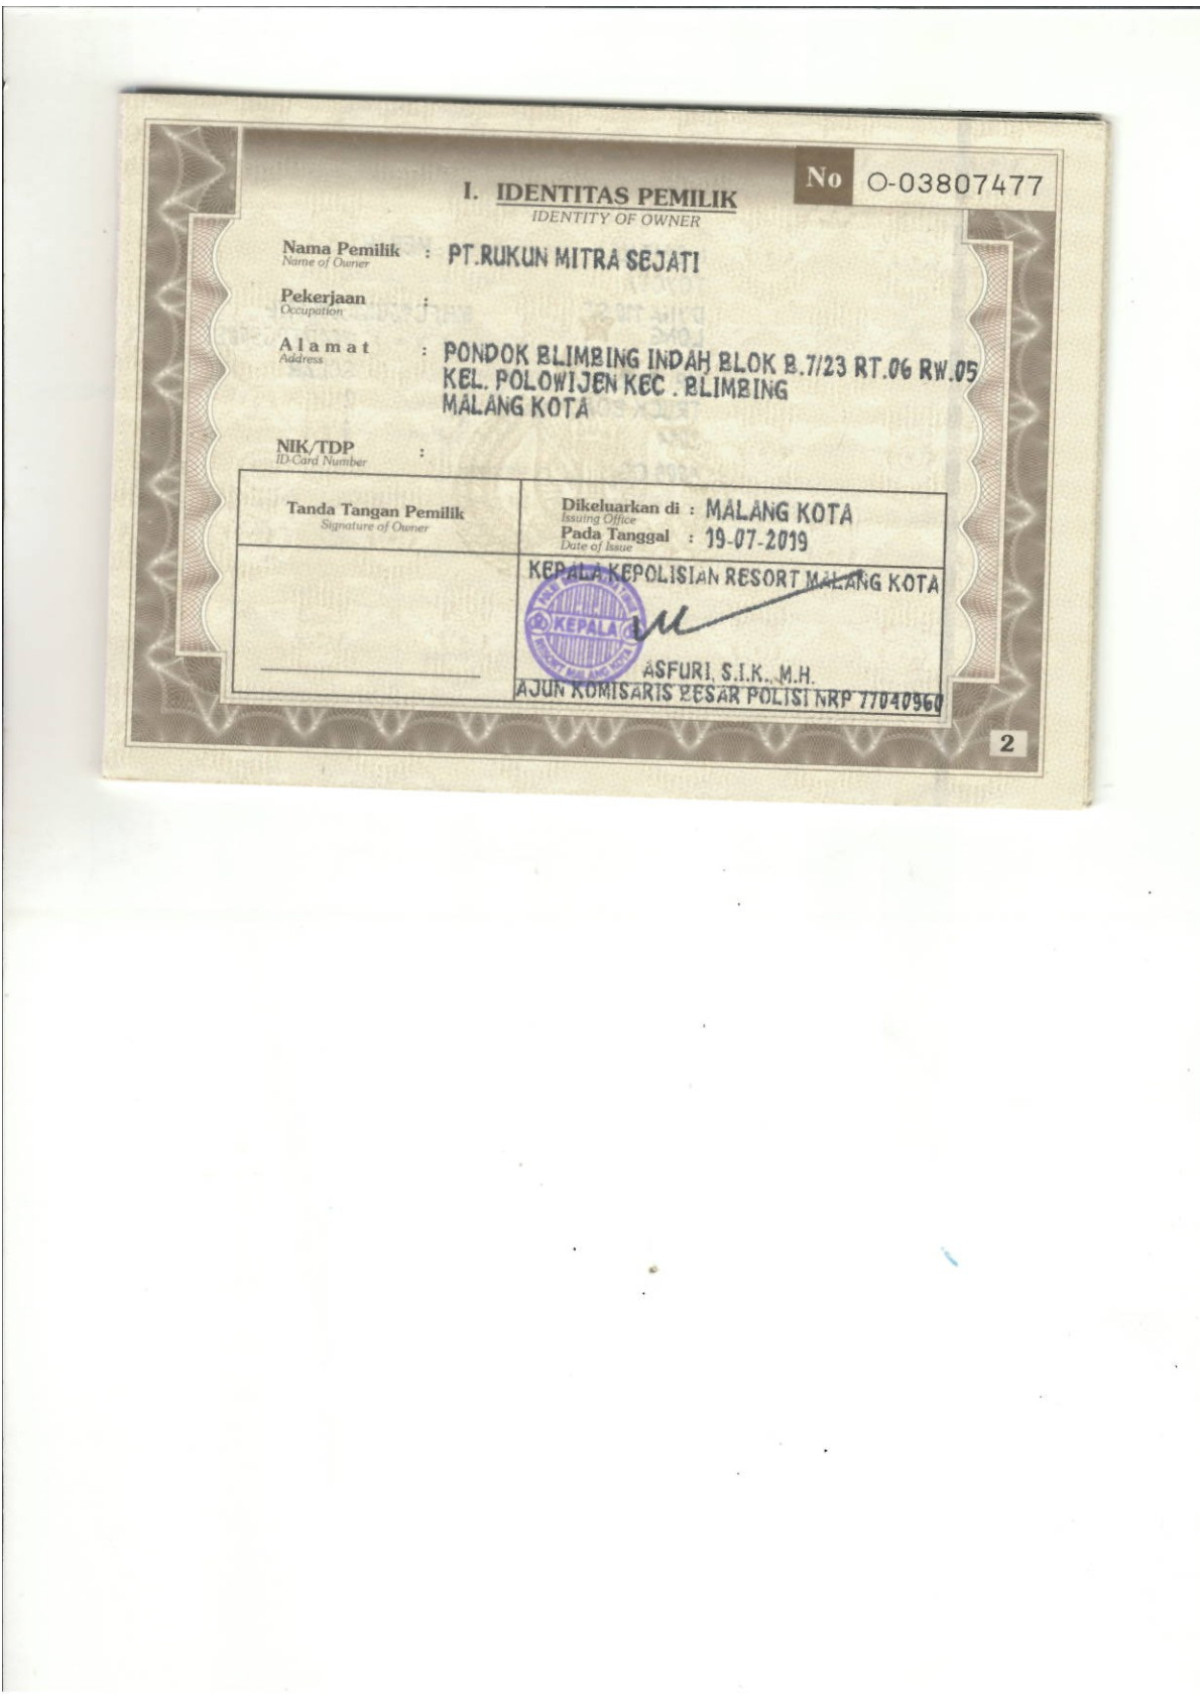 No O-03807477
I. IDENTITAS PEMILIK
IDENTITY OF OWNER
Nama Pemilik : PT.RUKUN MITRA SEJATI
Name of Owner
Pekerjaan :
Occupation
Alamat : PONDOK BLIMBING INDAH BLOK B.7/23 RT.06 RW.05
Address
KEL. POLOWIJEN KEC . BLIMBING
MALANG KOTA
NIK/TDP :
ID Card Number
Tanda Tangan Pemilik
Signature of Owner
Dikeluarkan di : MALANG KOTA
Issuing Office
Pada Tanggal : 19-07-2019
Date of Issue
KEPALA KEPOLISIAN RESORT MALANG KOTA
KEPALA
RESORT MALANG KOTA
ASFURI, S.I.K., M.H.
AJUN KOMISARIS BESAR POLISI NRP 77040960
2